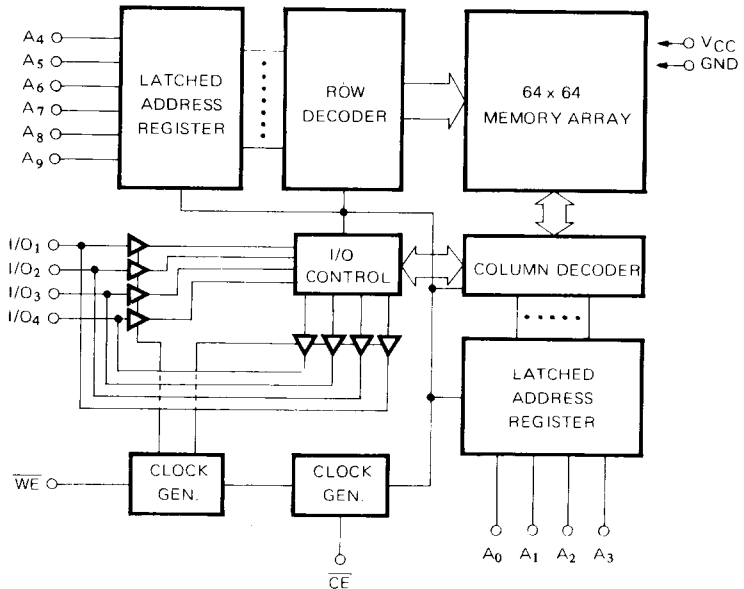 A4
A5
A6
A7
A8
A9
LATCHED
ADDRESS
REGISTER
ROW
DECODER
64 x 64
MEMORY ARRAY
VCC
GND
I/O1
I/O2
I/O3
I/O4
I/O
CONTROL
COLUMN DECODER
LATCHED
ADDRESS
REGISTER
WE
CLOCK
GEN.
CLOCK
GEN.
CE
A0
A1
A2
A3